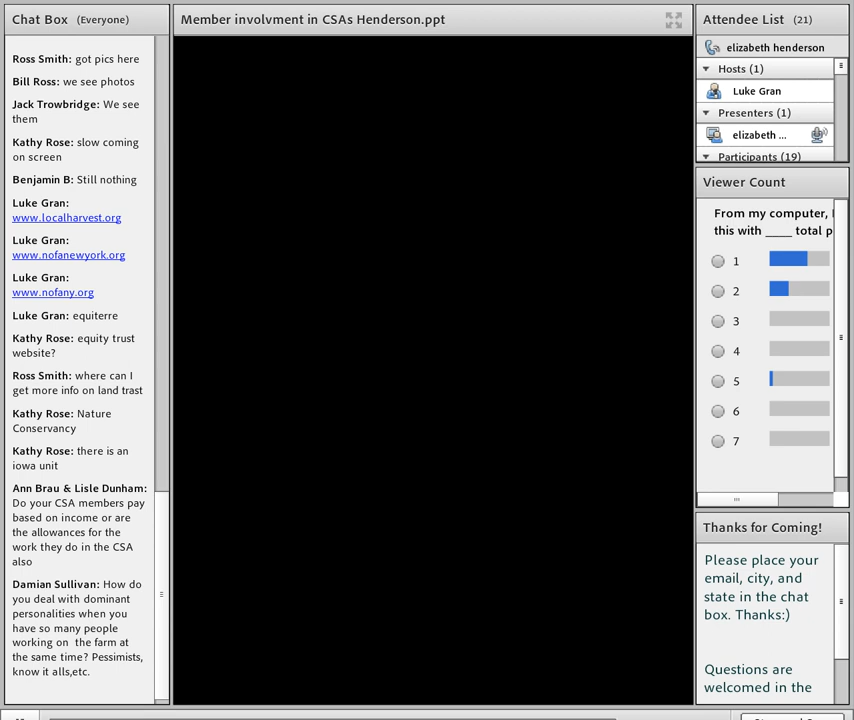 Chat Box (Everyone)
Ross Smith: got pics here
Bill Ross: we see photos
Jack Trowbridge: We see
them
Kathy Rose: slow coming
on screen
Benjamin B: Still nothing
Luke Gran:
www.localharvest.org
Luke Gran:
www.nofanewyork.org
Luke Gran:
www.nofany.org
Luke Gran: equiterre
Kathy Rose: equity trust
website?
Ross Smith: where can I
get more info on land trast
Kathy Rose: Nature
Conservancy
Kathy Rose: there is an
iowa unit
Ann Brau & Lisle Dunham:
Do your CSA members pay
based on income or are
the allowances for the
work they do in the CSA
also
Damian Sullivan: How do
you deal with dominant
personalities when you
have so many people
working on the farm at
the same time? Pessimists,
know it alls,etc.
Member involvment in CSAs Henderson.ppt
Attendee List (21)
elizabeth henderson
Hosts (1)
Luke Gran
Presenters (1)
elizabeth ...
Participants (19)
Viewer Count
From my computer,
this with ____ total p
1
2
3
4
5
6
7
Thanks for Coming!
Please place your
email, city, and
state in the chat
box. Thanks:)
Questions are
welcomed in the